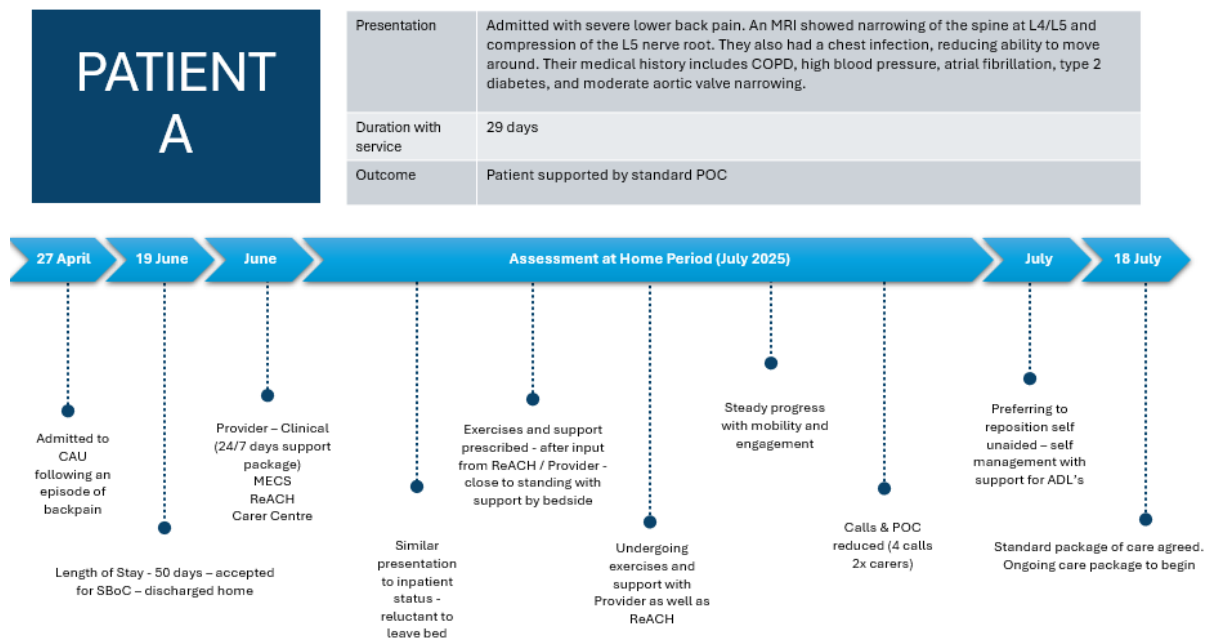 PATIENT
A
Presentation
Admitted with severe lower back pain. An MRI showed narrowing of the spine at L4/L5 and
compression of the L5 nerve root. They also had a chest infection, reducing ability to move
around. Their medical history includes COPD, high blood pressure, atrial fibrillation, type 2
diabetes, and moderate aortic valve narrowing.
Duration with
service
29 days
Outcome
Patient supported by standard POC
27 April
19 June
June
Assessment at Home Period (July 2025)
July
18 July
Admitted to
CAU
following an
episode of
backpain
Length of Stay - 50 days – accepted
for SBoC – discharged home
Provider – Clinical
(24/7 days support
package)
MECS
ReACH
Carer Centre
Similar
presentation
to inpatient
status -
reluctant to
leave bed
Exercises and support
prescribed - after input
from ReACH / Provider -
close to standing with
support by bedside
Undergoing
exercises and
support with
Provider as well as
ReACH
Steady progress
with mobility and
engagement
Calls & POC
reduced (4 calls
2x carers)
Preferring to
reposition self
unaided – self
management with
support for ADL's
Standard package of care agreed.
Ongoing care package to begin